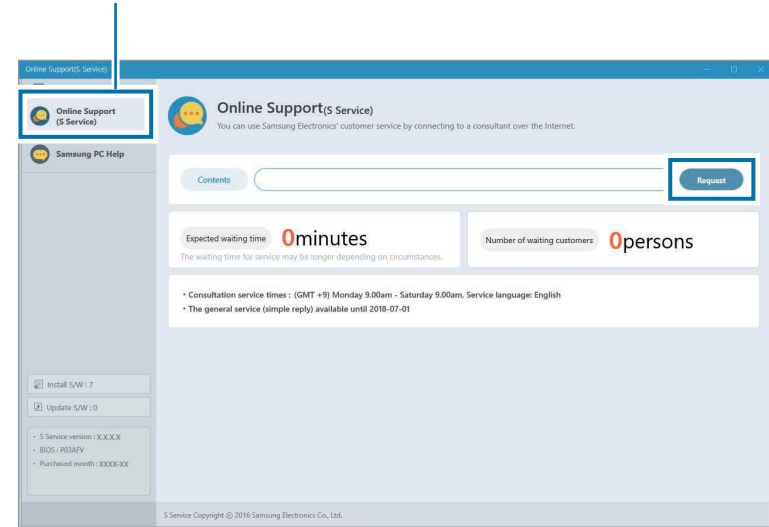 Online Support(S Service)
Online Support
(S Service)
Samsung PC Help
Online Support(S Service)
You can use Samsung Electronics' customer service by connecting to a consultant over the Internet.
Contents
Request
Expected waiting time 0minutes
The waiting time for service may be longer depending on circumstances.
Number of waiting customers 0persons
• Consultation service times : (GMT +9) Monday 9.00am - Saturday 9.00am, Service language: English
• The general service (simple reply) available until 2018-07-01
Install S/W : 7
Update S/W : 0
• S Service version : X.X.X.X
• BIOS : P03AFV
• Purchased month : XXXX-XX
S Service Copyright © 2016 Samsung Electronics Co., Ltd.